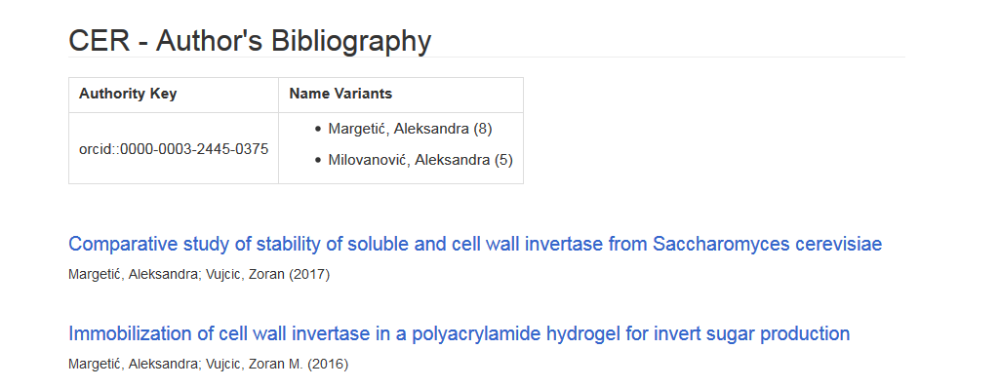 CER - Author's Bibliography
Authority Key
Name Variants
orcid::0000-0003-2445-0375
Margetić, Aleksandra (8)
Milovanović, Aleksandra (5)
Comparative study of stability of soluble and cell wall invertase from Saccharomyces cerevisiae
Margetić, Aleksandra; Vujcic, Zoran (2017)
Immobilization of cell wall invertase in a polyacrylamide hydrogel for invert sugar production
Margetić, Aleksandra; Vujcic, Zoran M. (2016)